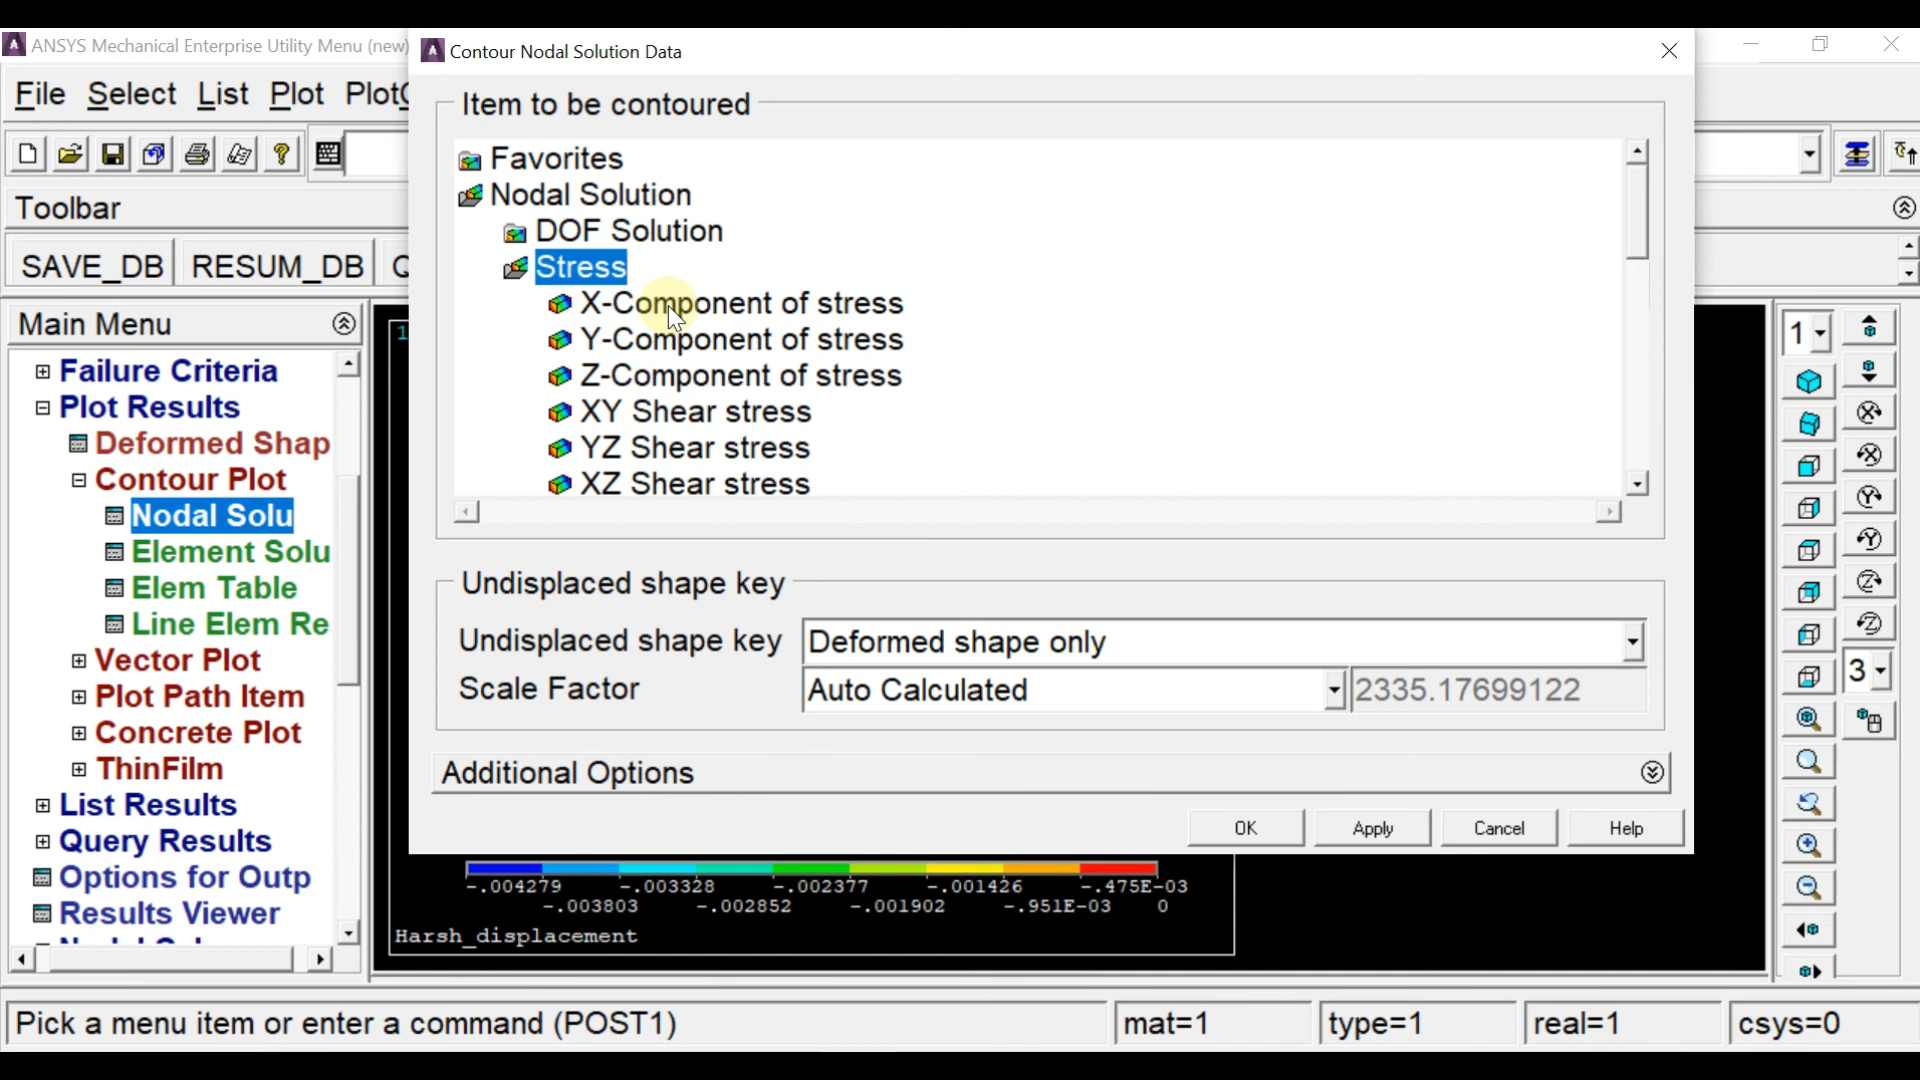 ANSYS Mechanical Enterprise Utility Menu (new)
Contour Nodal Solution Data
File Select List Plot Plot
Item to be contoured
Favorites
Nodal Solution
DOF Solution
Stress
X-Component of stress
Y-Component of stress
Z-Component of stress
XY Shear stress
YZ Shear stress
XZ Shear stress
Undisplaced shape key
Undisplaced shape key Deformed shape only
Scale Factor Auto Calculated 2335.17699122
Additional Options
OK Apply Cancel Help
Toolbar
SAVE_DB RESUM_DB
Main Menu
Failure Criteria
Plot Results
Deformed Shap
Contour Plot
Nodal Solu
Element Solu
Elem Table
Line Elem Re
Vector Plot
Plot Path Item
Concrete Plot
ThinFilm
List Results
Query Results
Options for Outp
Results Viewer
1
1
3
-.004279 -.003328 -.002377 -.001426 -.475E-03
-.003803 -.002852 -.001902 -.951E-03 0
Harsh_displacement
Pick a menu item or enter a command (POST1) mat=1 type=1 real=1 csys=0